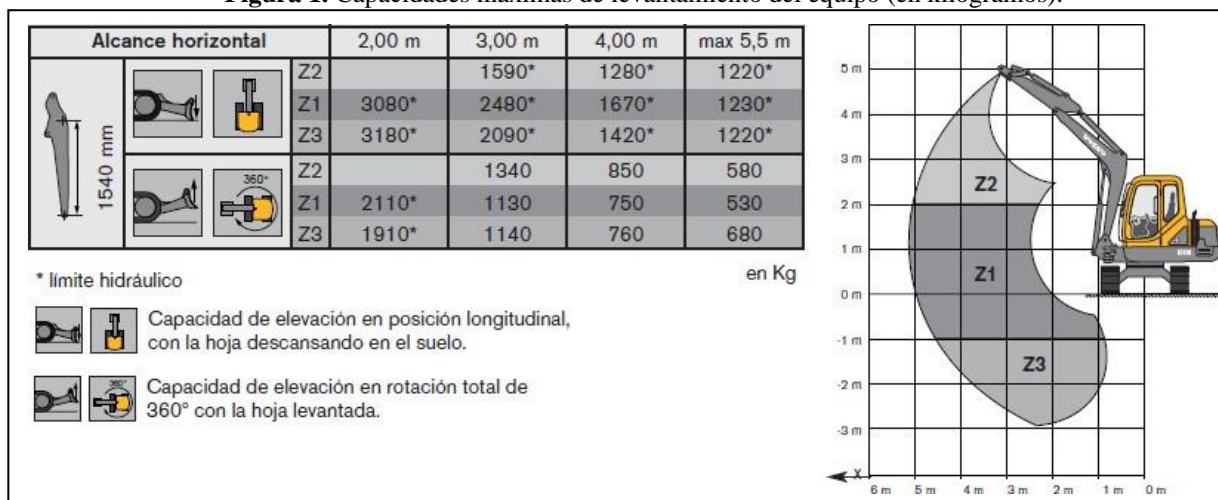 Figura 1. Capacidades máximas de levantamiento del equipo (en kilogramos).
Alcance horizontal 2,00 m 3,00 m 4,00 m max 5,5 m
1540 mm
Z2 1590* 1280* 1220*
Z1 3080* 2480* 1670* 1230*
Z3 3180* 2090* 1420* 1220*
360°
Z2 1340 850 580
Z1 2110* 1130 750 530
Z3 1910* 1140 760 680
* límite hidráulico en Kg
Capacidad de elevación en posición longitudinal,
con la hoja descansando en el suelo.
360°
Capacidad de elevación en rotación total de
360° con la hoja levantada.
5 m
4 m
3 m
Z2
2 m
1 m
Z1
0 m
-1 m
Z3
-2 m
-3 m
X
6 m 5 m 4 m 3 m 2 m 1 m 0 m